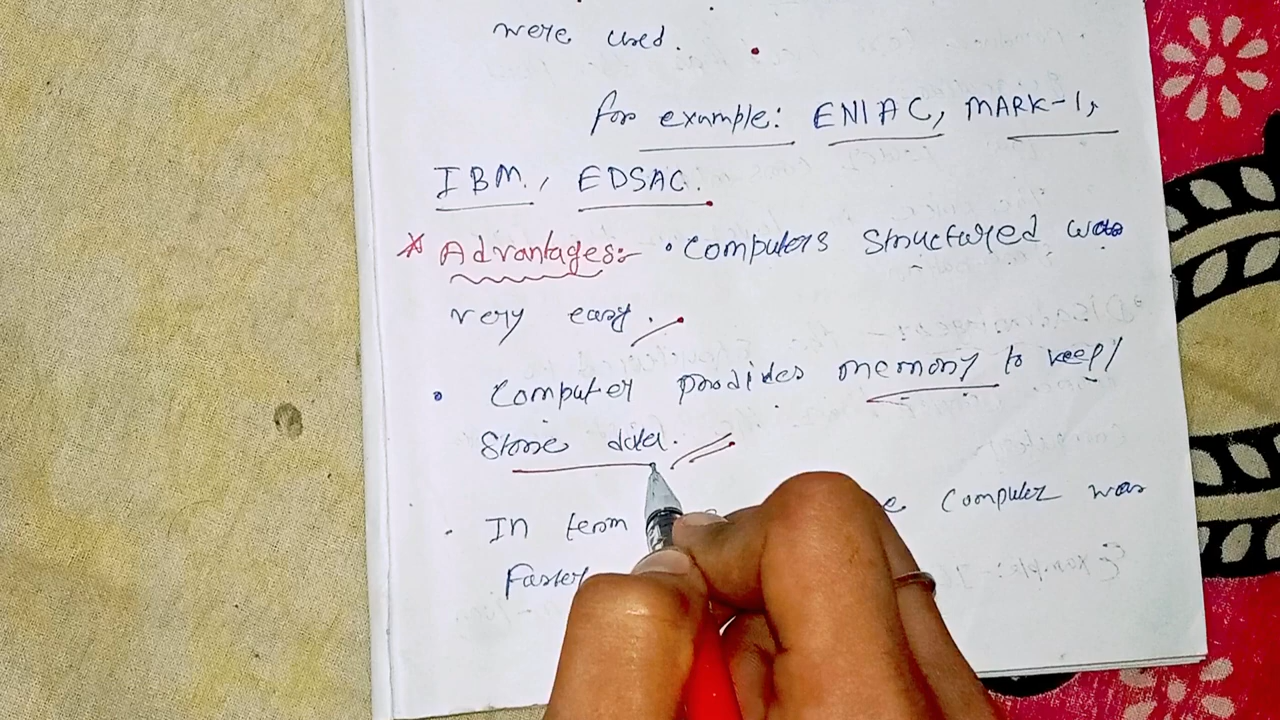 were used.
for example: ENIAC, MARK-1,
IBM, EDSAC.
* Advantages:- • Computers structured was
very easy.
• Computer provides memory to keep/
Store data.
• In term Computer was
Faster